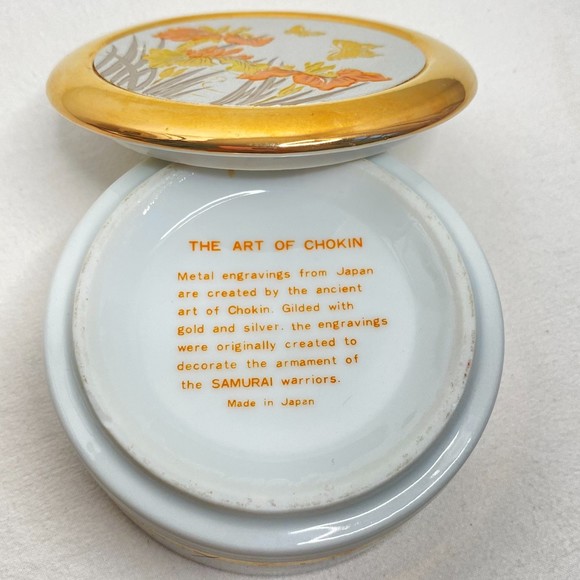 THE ART OF CHOKIN
Metal engravings from Japan
are created by the ancient
art of Chokin. Gilded with
gold and silver, the engravings
were originally created to
decorate the armament of
the SAMURAI warriors.
Made in Japan